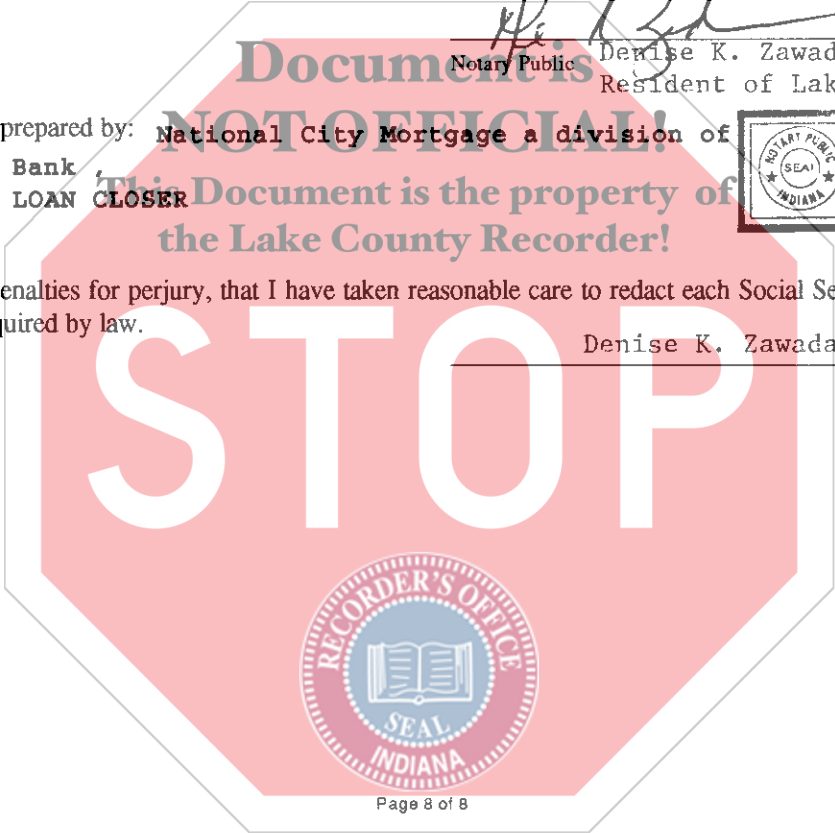 Notary Public
Denise K. Zawad
Resident of Lak
Document is
NOT OFFICIAL!
This Document is the property of
the Lake County Recorder!
prepared by: National City Mortgage a division of
Bank ,
LOAN CLOSER
NOTARY PUBLIC
SEAL
INDIANA
enalties for perjury, that I have taken reasonable care to redact each Social Se
quired by law.
Denise K. Zawada
STOP
RECORDER'S OFFICE
SEAL
INDIANA
Page 8 of 8